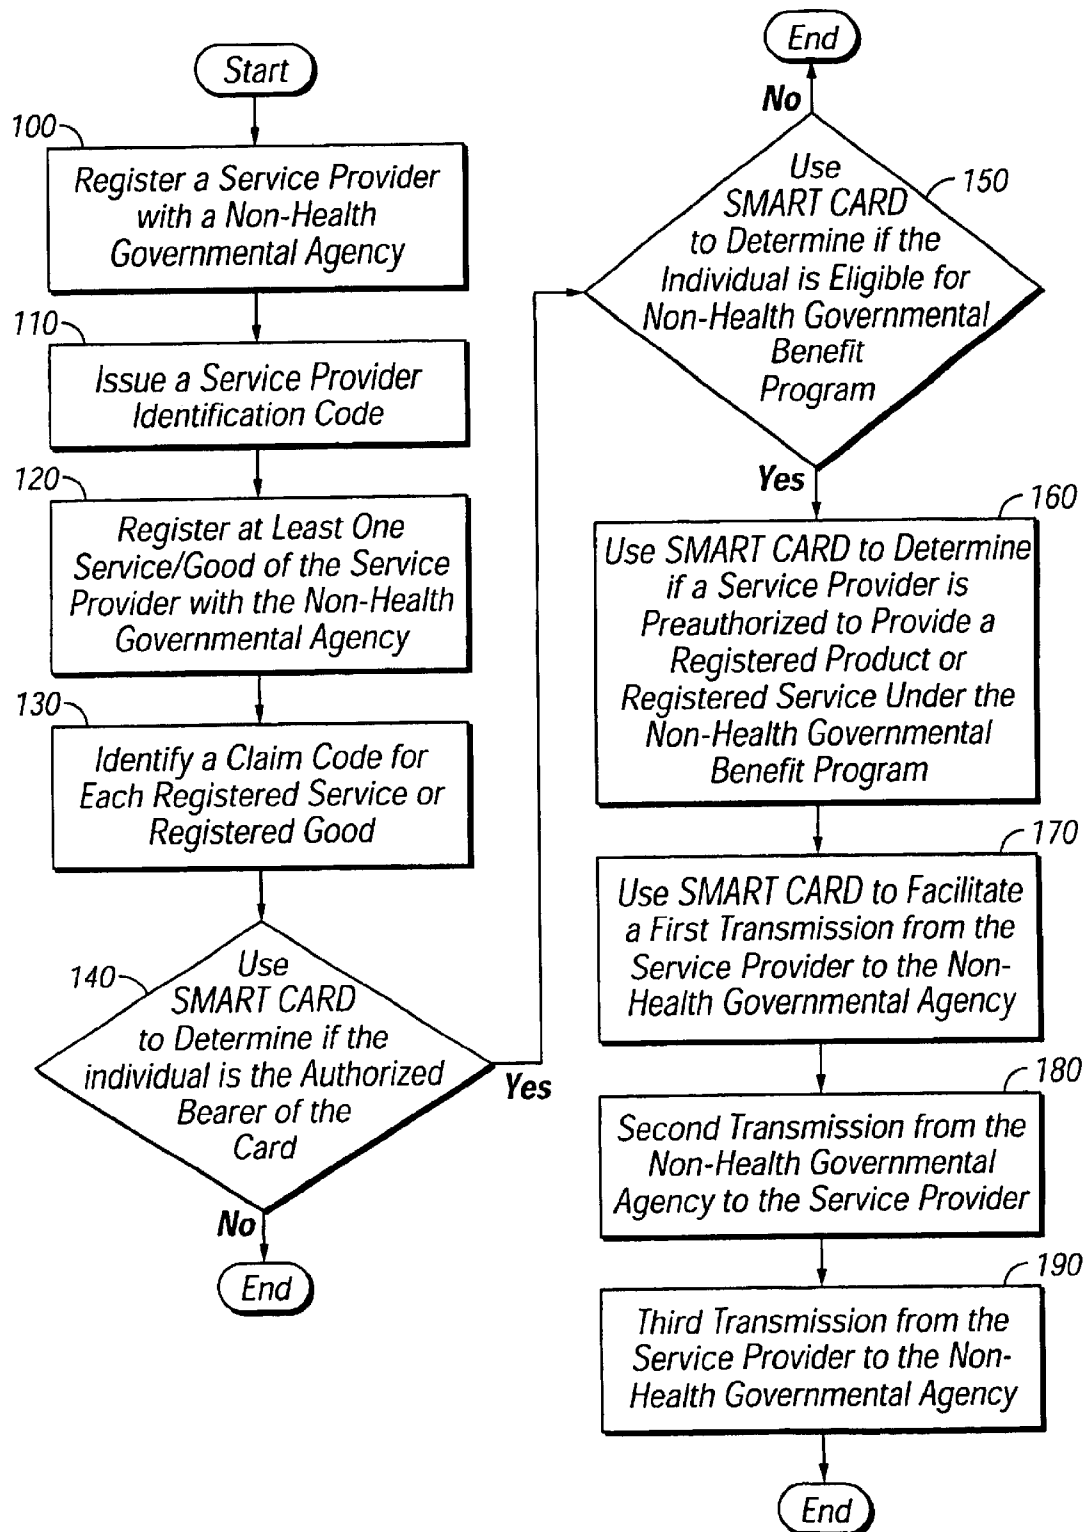 Start
100
Register a Service Provider
with a Non-Health
Governmental Agency
110
Issue a Service Provider
Identification Code
120
Register at Least One
Service/Good of the Service
Provider with the Non-Health
Governmental Agency
130
Identify a Claim Code for
Each Registered Service or
Registered Good
140
Use
SMART CARD
to Determine if the
individual is the Authorized
Bearer of the
Card
Yes
No
End
End
No
150
Use
SMART CARD
to Determine if the
Individual is Eligible for
Non-Health Governmental
Benefit
Program
Yes
160
Use SMART CARD to Determine
if a Service Provider is
Preauthorized to Provide a
Registered Product or
Registered Service Under the
Non-Health Governmental
Benefit Program
170
Use SMART CARD to Facilitate
a First Transmission from the
Service Provider to the Non-
Health Governmental Agency
180
Second Transmission from the
Non-Health Governmental
Agency to the Service Provider
190
Third Transmission from the
Service Provider to the Non-
Health Governmental Agency
End